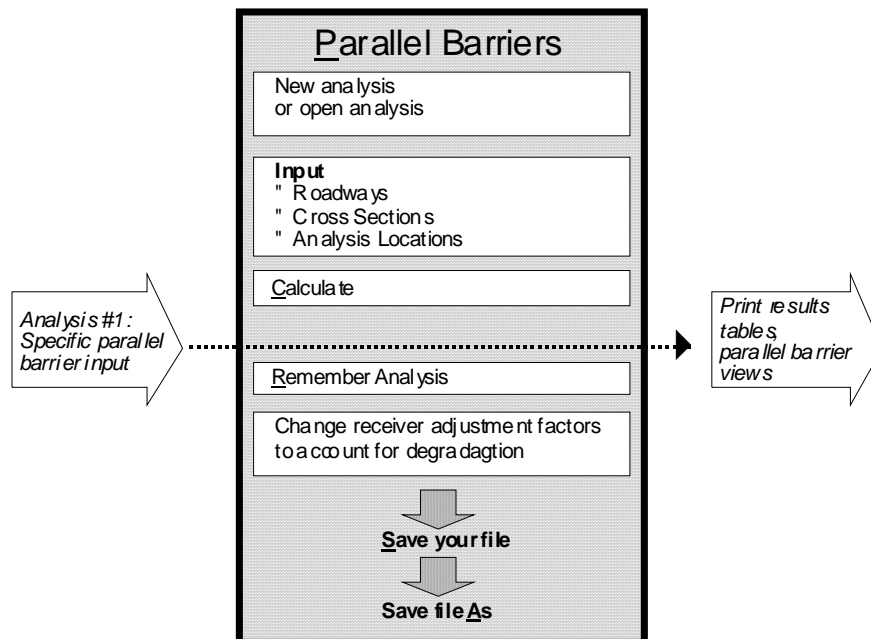 Parallel Barriers
New analysis
or open analysis
Input
" Roadways
" Cross Sections
" Analysis Locations
Calculate
Analysis #1:
Specific parallel
barrier input
Print results
tables,
parallel barrier
views
Remember Analysis
Change receiver adjustment factors
to account for degradagtion
Save your file
Save file As